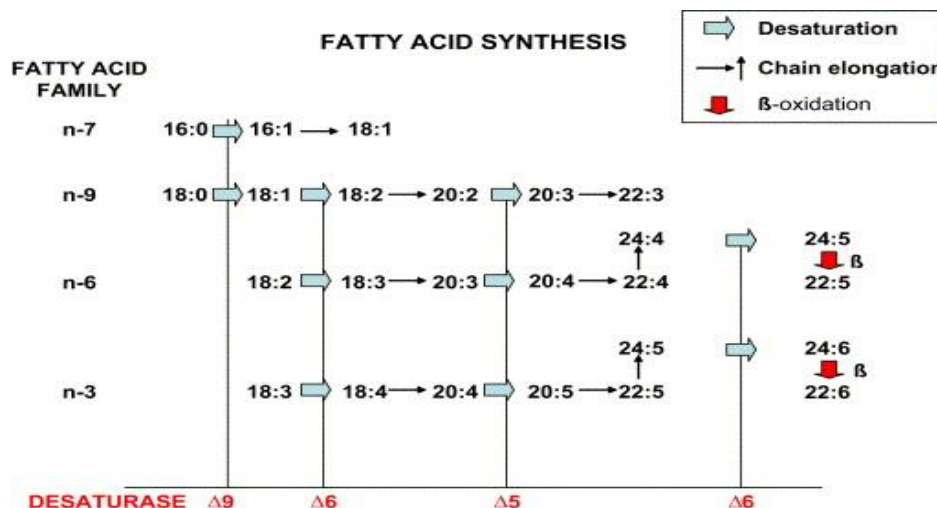 FATTY ACID SYNTHESIS
Desaturation
Chain elongation
ß-oxidation
FATTY ACID
FAMILY
n-7 16:0 16:1 18:1
n-9 18:0 18:1 18:2 20:2 20:3 22:3
24:4 24:5
ß
n-6 18:2 18:3 20:3 20:4 22:4 22:5
24:5 24:6
ß
n-3 18:3 18:4 20:4 20:5 22:5 22:6
DESATURASE Δ9 Δ6 Δ5 Δ6